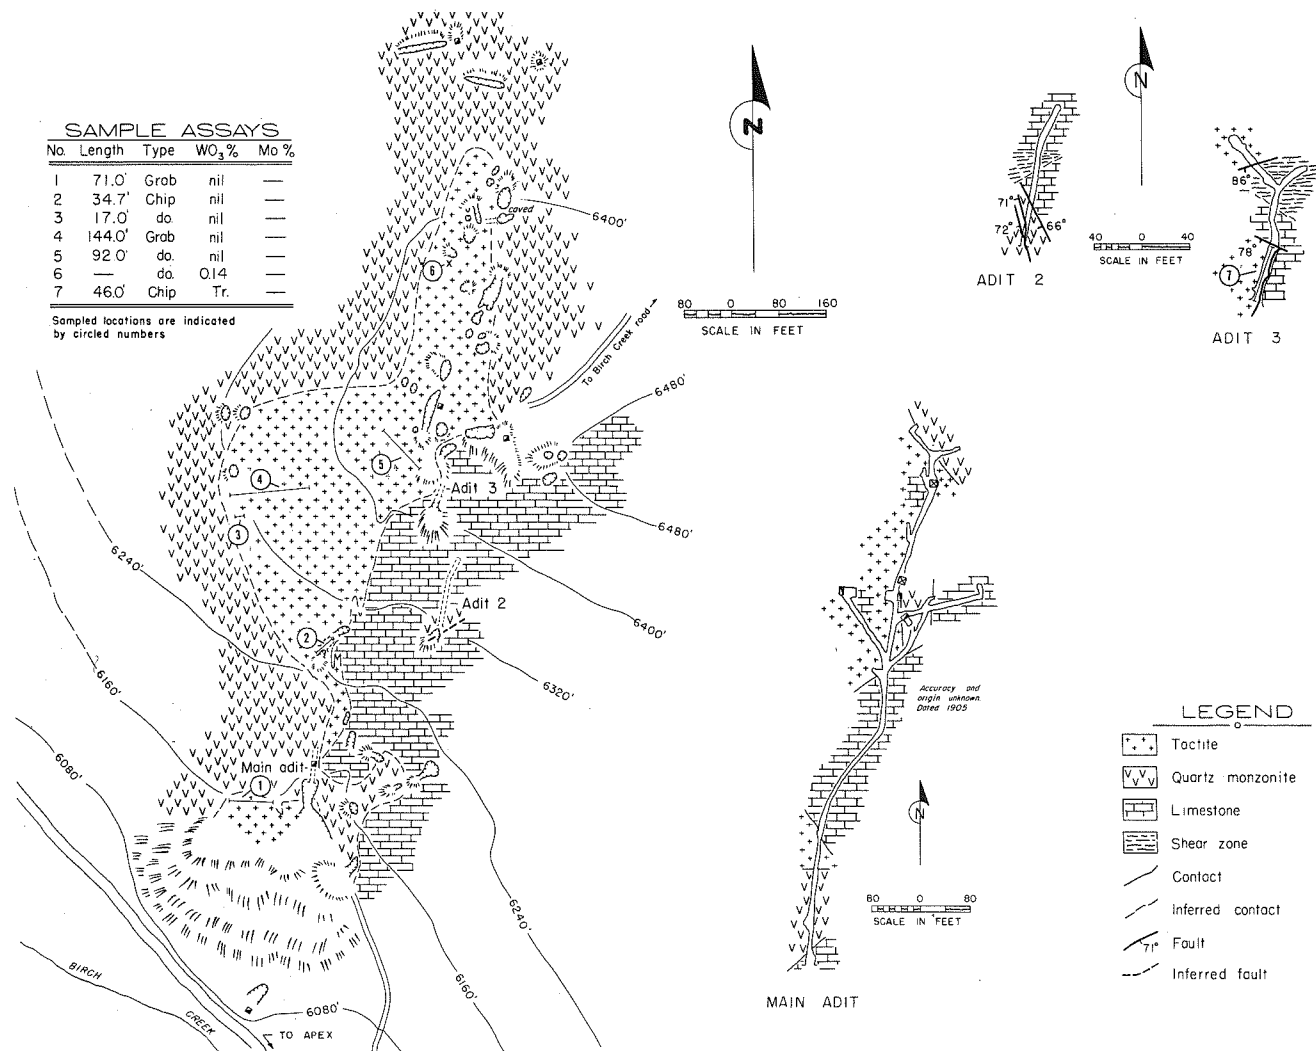 SAMPLE ASSAYS
No. Length Type WO3% Mo %
1 71.0' Grab nil —
2 34.7' Chip nil —
3 17.0' do. nil —
4 144.0' Grab nil —
5 92.0' do. nil —
6 — do. 0.14 —
7 46.0' Chip Tr. —
Sampled locations are indicated
by circled numbers
N
80 0 80 160
SCALE IN FEET
caved
6400'
6
To Birch Creek road
6480'
5
4
Adit 3
3
6480'
6240'
Adit 2
6400'
2
6320'
6160'
Main adit
1
6080'
6240'
6160'
BIRCH
CREEK
6080'
TO APEX
71°
72°
66°
ADIT 2
N
40 0 40
SCALE IN FEET
86°
78°
7
ADIT 3
Accuracy and
origin unknown.
Dated 1905
N
80 0 80
SCALE IN FEET
MAIN ADIT
LEGEND
Tactite
Quartz monzonite
Limestone
Shear zone
Contact
Inferred contact
71° Fault
Inferred fault